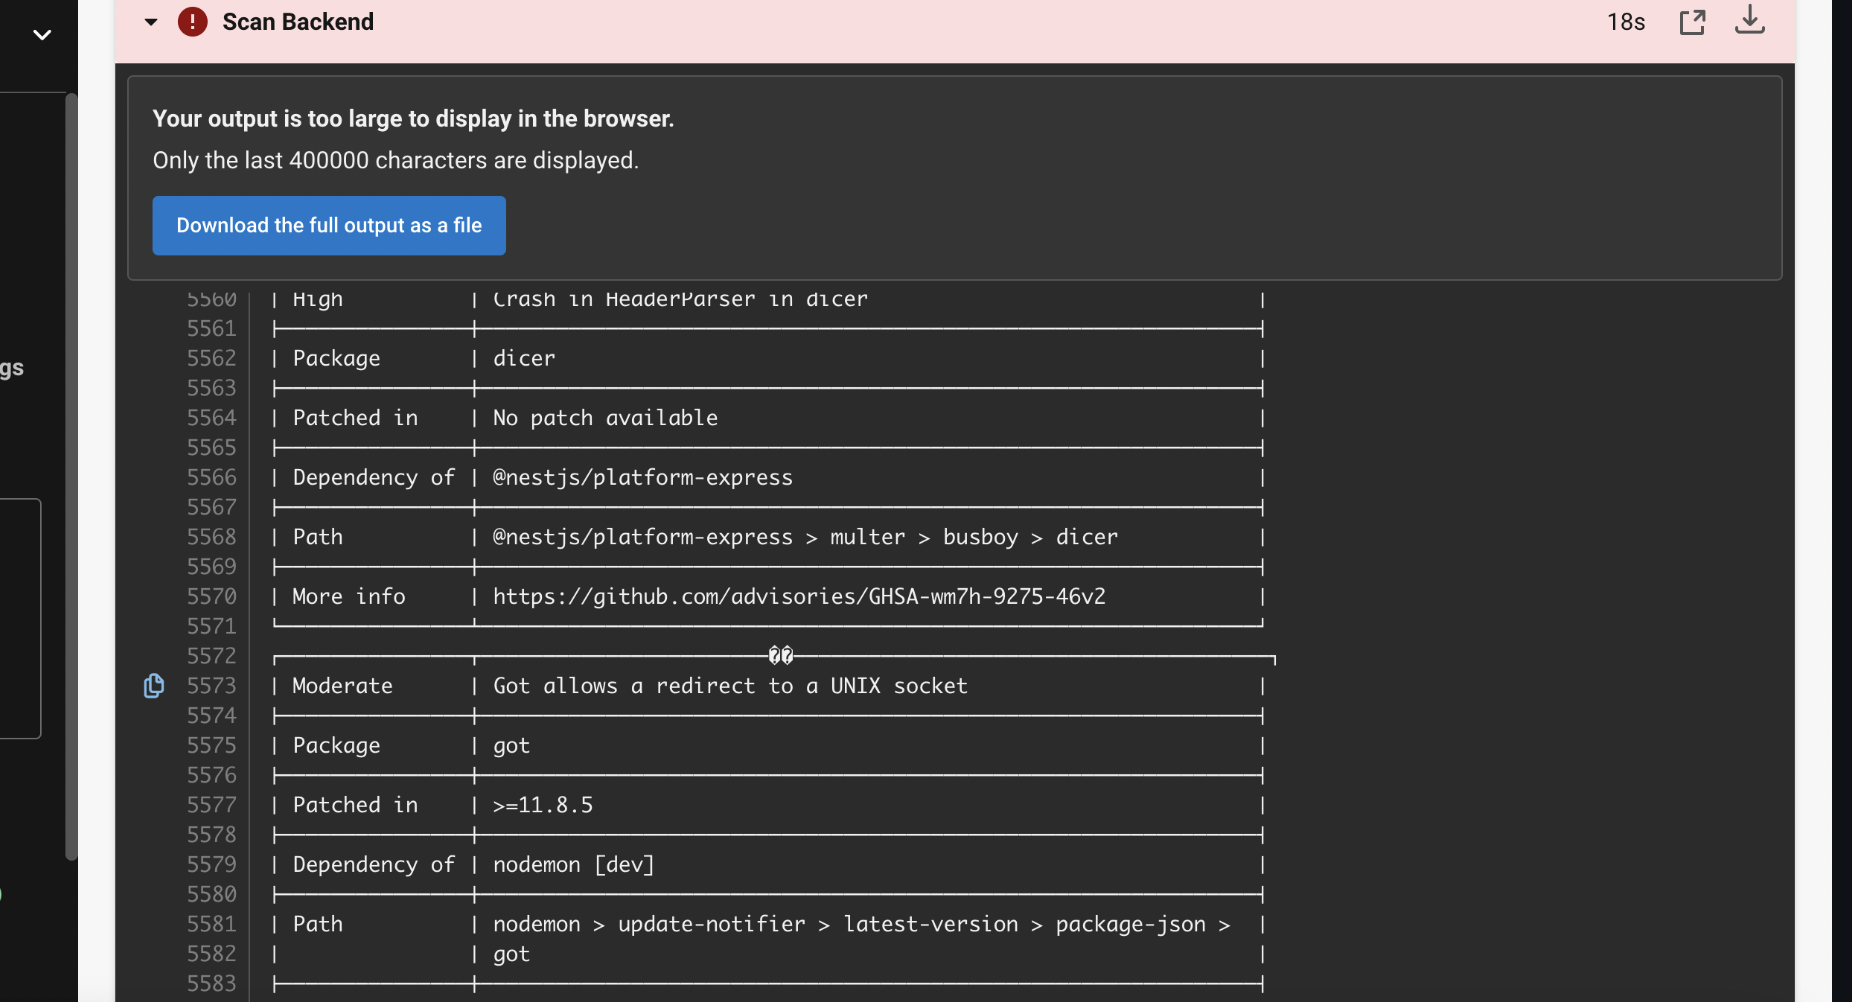 Scan Backend 18s
Your output is too large to display in the browser.
Only the last 400000 characters are displayed.
Download the full output as a file
gs
5560 | High | Crash in HeaderParser in dicer |
5561
5562 | Package | dicer |
5563
5564 | Patched in | No patch available |
5565
5566 | Dependency of | @nestjs/platform-express |
5567
5568 | Path | @nestjs/platform-express > multer > busboy > dicer |
5569
5570 | More info | https://github.com/advisories/GHSA-wm7h-9275-46v2 |
5571
5572 ��
5573 | Moderate | Got allows a redirect to a UNIX socket |
5574
5575 | Package | got |
5576
5577 | Patched in | >=11.8.5 |
5578
5579 | Dependency of | nodemon [dev] |
5580
5581 | Path | nodemon > update-notifier > latest-version > package-json > |
5582 | | got |
5583